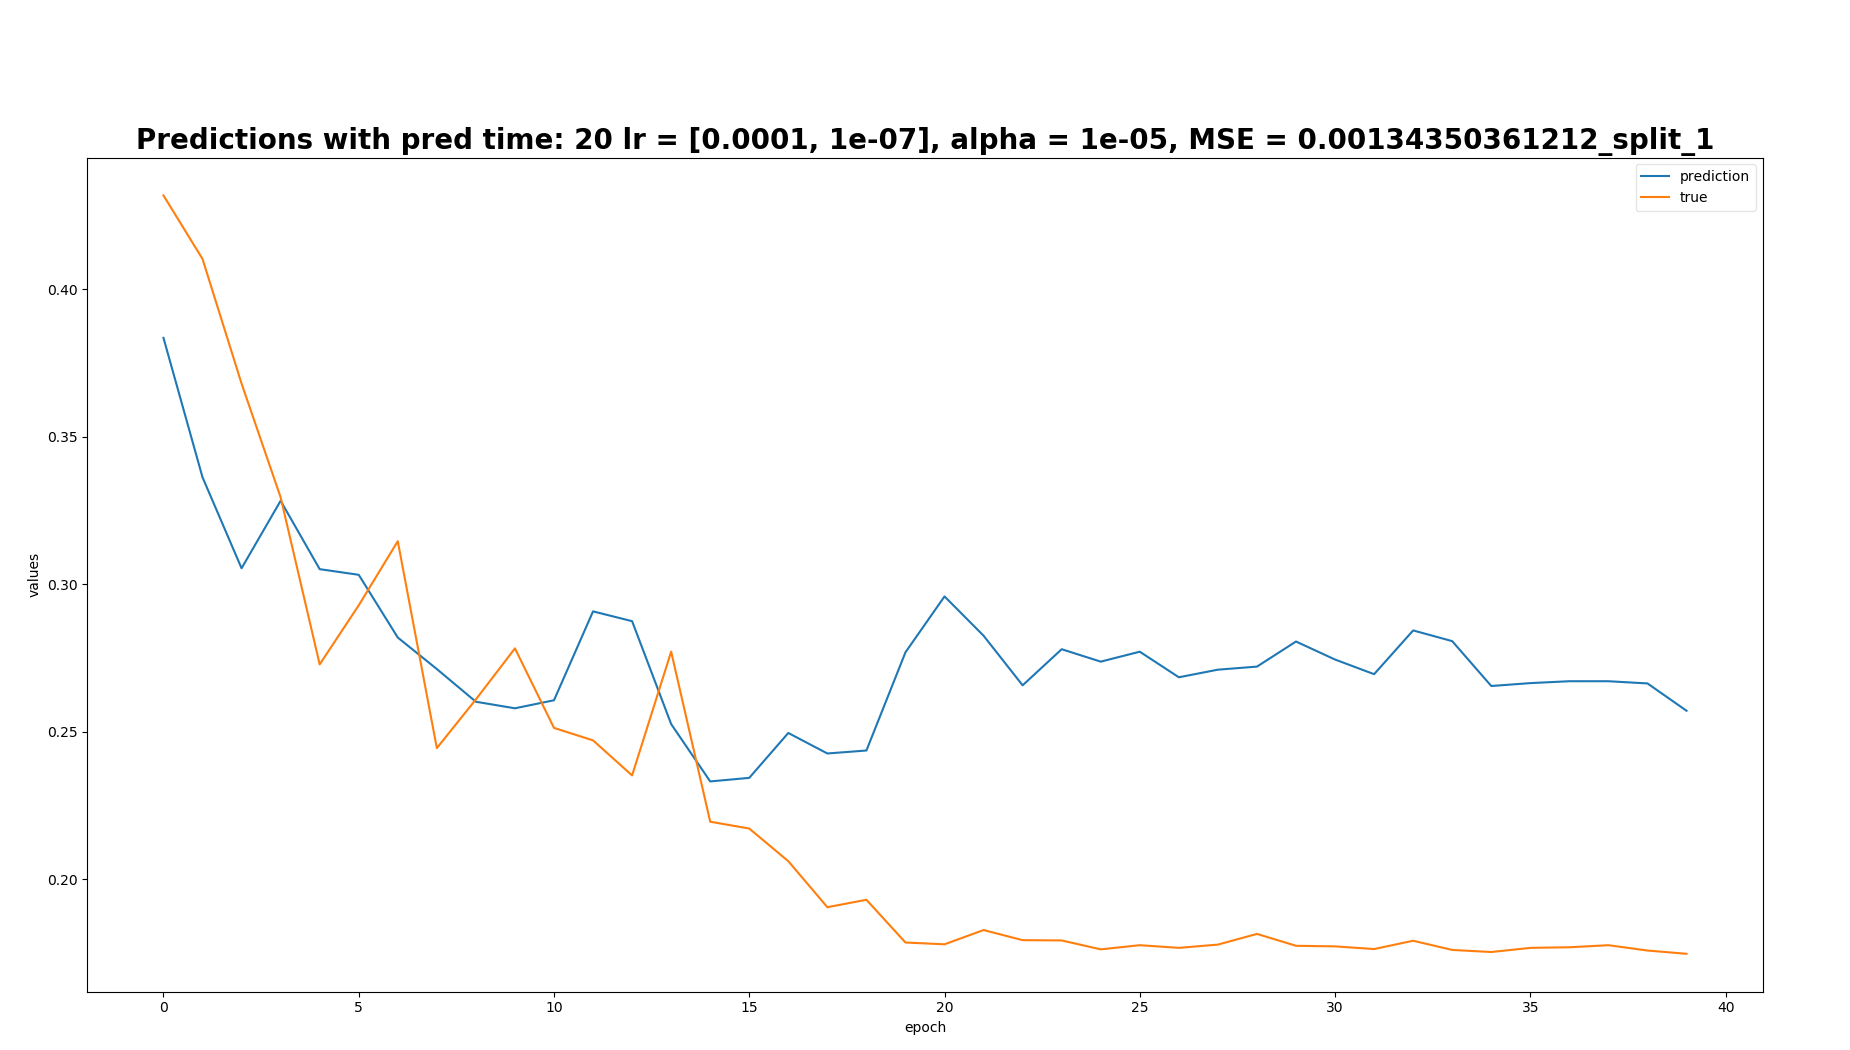 Predictions with pred time: 20 lr = [0.0001, 1e-07], alpha = 1e-05, MSE = 0.00134350361212_split_1
prediction
true
0.40
0.35
0.30
0.25
0.20
values
0 5 10 15 20 25 30 35 40
epoch